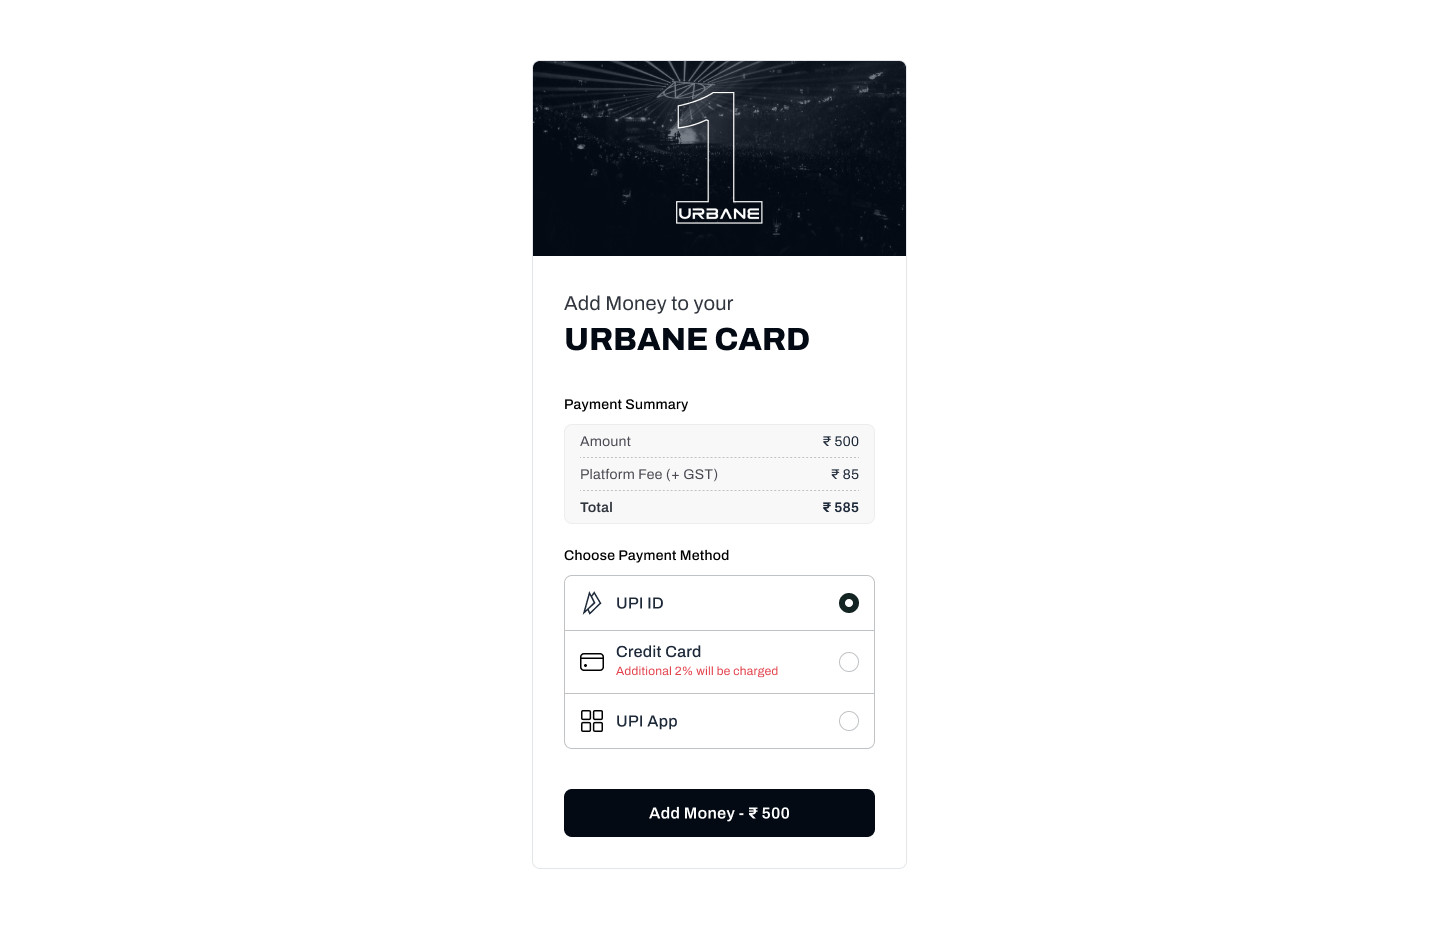 1
URBANE
Add Money to your
URBANE CARD
Payment Summary
Amount ₹ 500
Platform Fee (+ GST) ₹ 85
Total ₹ 585
Choose Payment Method
UPI ID
Credit Card
Additional 2% will be charged
UPI App
Add Money - ₹ 500